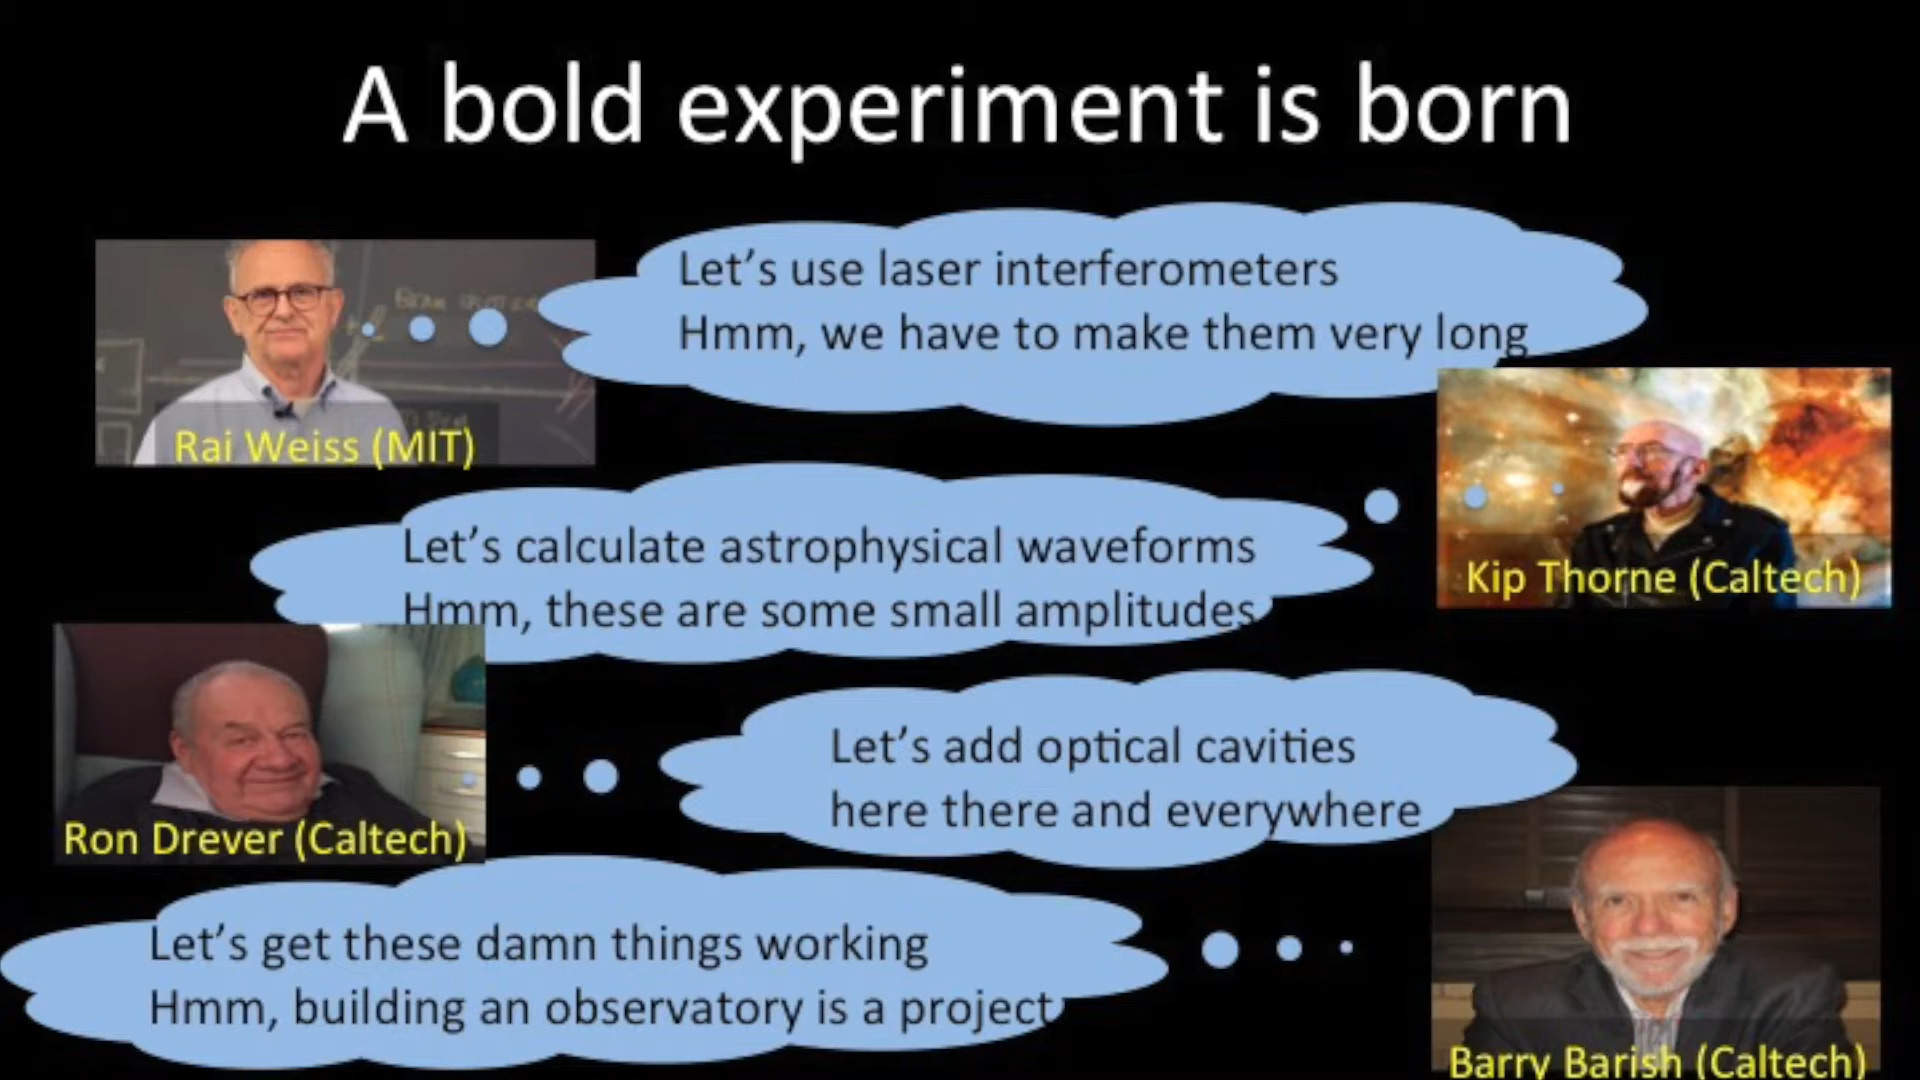 A bold experiment is born
Let's use laser interferometers
Hmm, we have to make them very long
Rai Weiss (MIT)
Let's calculate astrophysical waveforms
Hmm, these are some small amplitudes
Kip Thorne (Caltech)
Let's add optical cavities
here there and everywhere
Ron Drever (Caltech)
Let's get these damn things working
Hmm, building an observatory is a project
Barry Barish (Caltech)